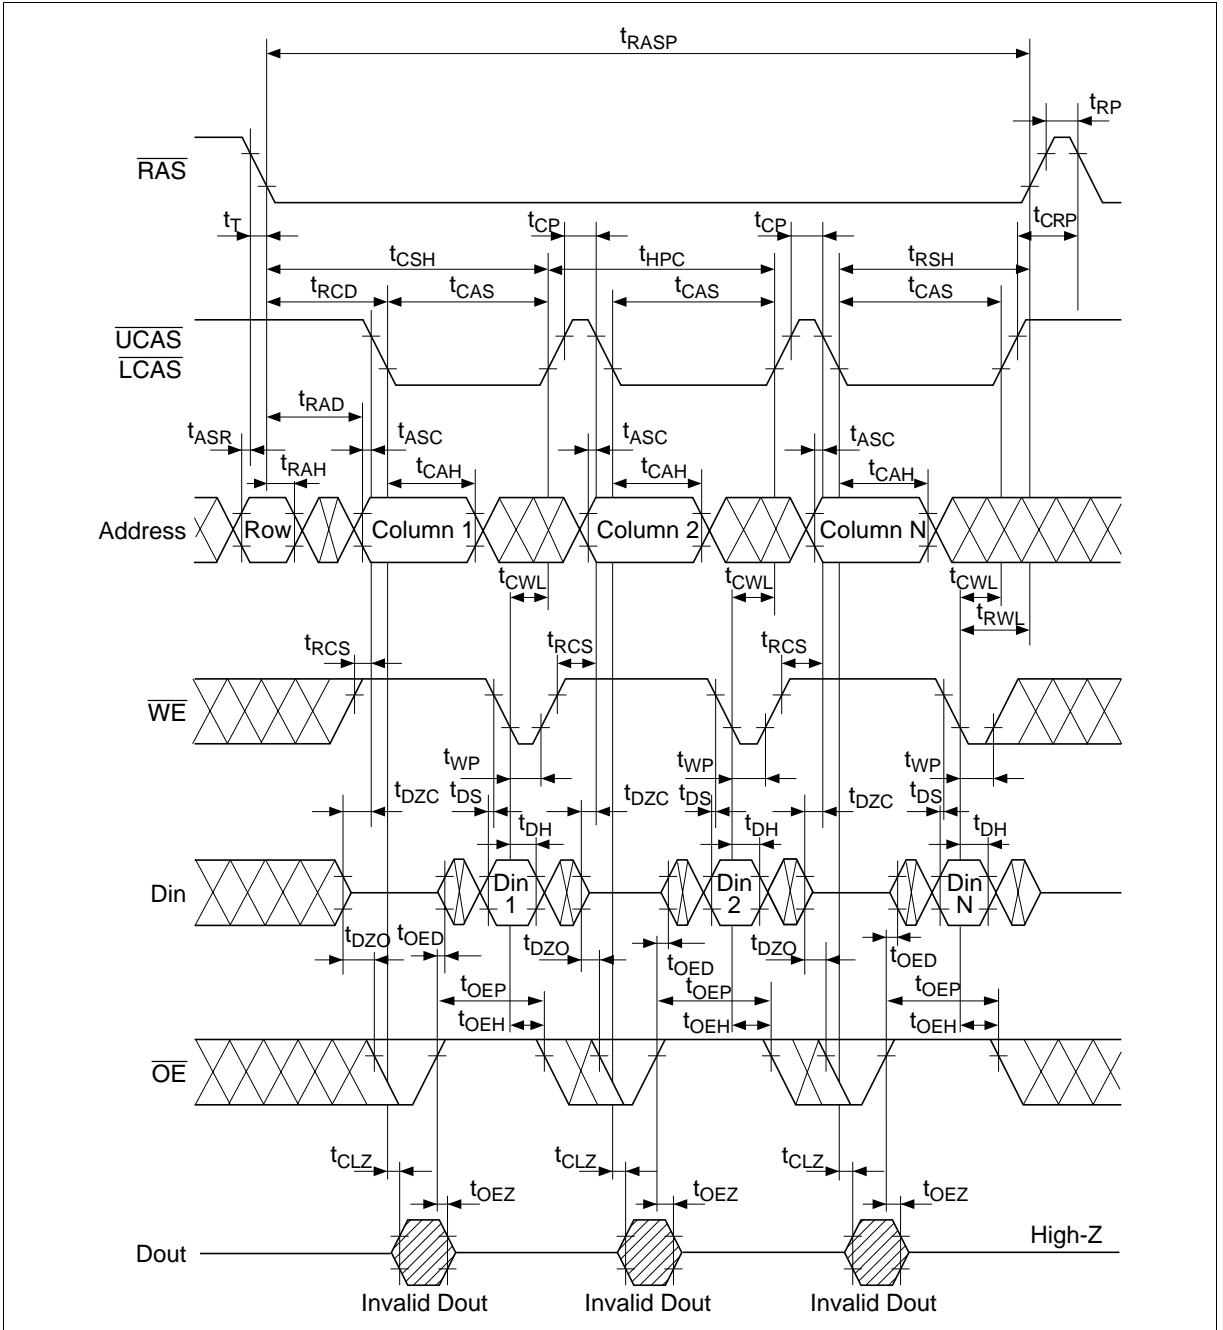 tRASP
tRP
RAS
tT tCP tCP tCRP
tCSH tHPC tRSH
tRCD tCAS tCAS tCAS
UCAS
LCAS
tRAD
tASR tASC tASC tASC
tRAH tCAH tCAH tCAH
Address Row Column 1 Column 2 Column N
tCWL tCWL tCWL
tRWL
tRCS tRCS tRCS
WE
tWP tWP tWP
tDZC tDS tDZC tDS tDZC tDS
tDH tDH tDH
Din Din 1 Din 2 Din N
tDZO tOED tDZO tOED tDZO tOED
tOEP tOEP tOEP
tOEH tOEH tOEH
OE
tCLZ tCLZ tCLZ
tOEZ tOEZ tOEZ
Dout High-Z
Invalid Dout Invalid Dout Invalid Dout